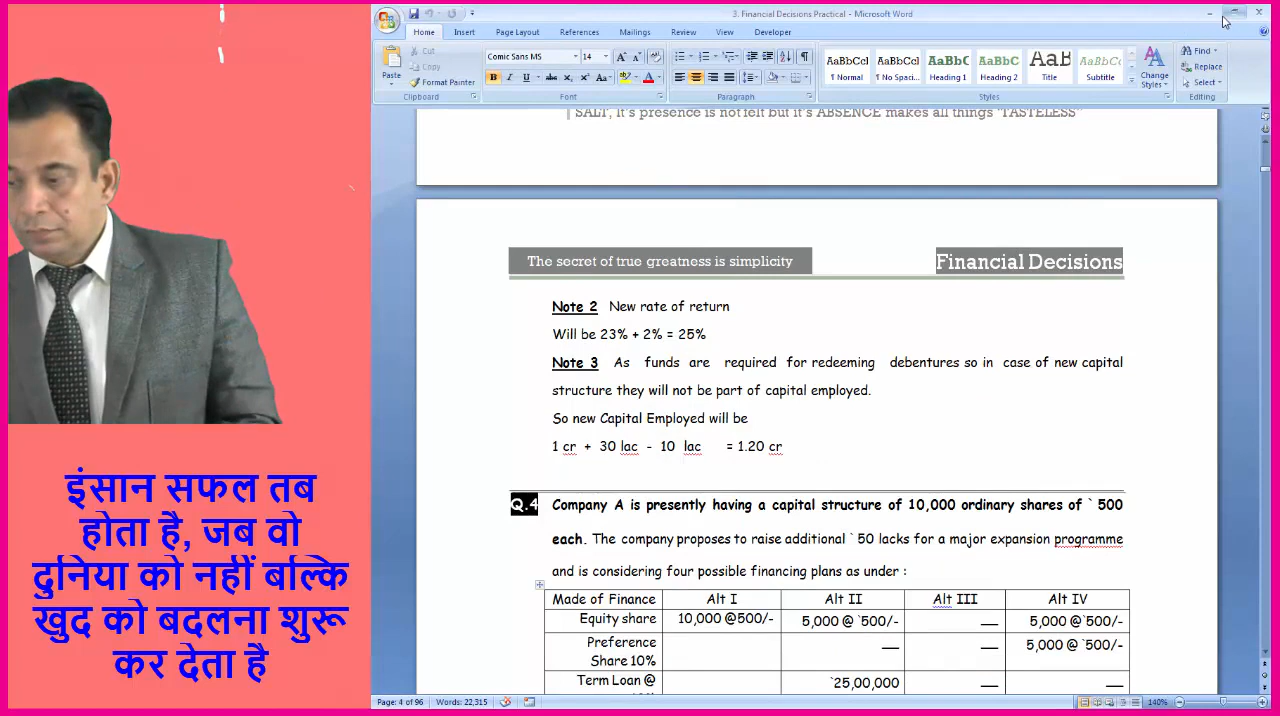 3. Financial Decisions Practical - Microsoft Word
Home Insert Page Layout References Mailings Review View Developer
Paste
Cut
Copy
Format Painter
Clipboard
Comic Sans MS 14
Font
Paragraph
AaBbCcI AaBbCcl AaBbC AaBbC AaB AaBbC
¶ Normal ¶ No Spaci... Heading 1 Heading 2 Title Subtitle
Change Styles
Styles
Find
Replace
Select
Editing
SALT, It's presence is not felt but it's ABSENCE makes all things "TASTELESS"
The secret of true greatness is simplicity Financial Decisions
Note 2 New rate of return
Will be 23% + 2% = 25%
Note 3 As funds are required for redeeming debentures so in case of new capital
structure they will not be part of capital employed.
So new Capital Employed will be
1 cr + 30 lac - 10 lac = 1.20 cr
Q.4 Company A is presently having a capital structure of 10,000 ordinary shares of ` 500
each. The company proposes to raise additional ` 50 lacks for a major expansion programme
and is considering four possible financing plans as under :
Made of Finance Alt I Alt II Alt III Alt IV
Equity share 10,000 @500/- 5,000 @ `500/- — 5,000 @`500/-
Preference — — 5,000 @ `500/-
Share 10%
Term Loan @ `25,00,000 — —
इंसान सफल तब
होता है, जब वो
दुनिया को नहीं बल्कि
खुद को बदलना शुरू
कर देता है
Page: 4 of 96 Words: 22,315 140%